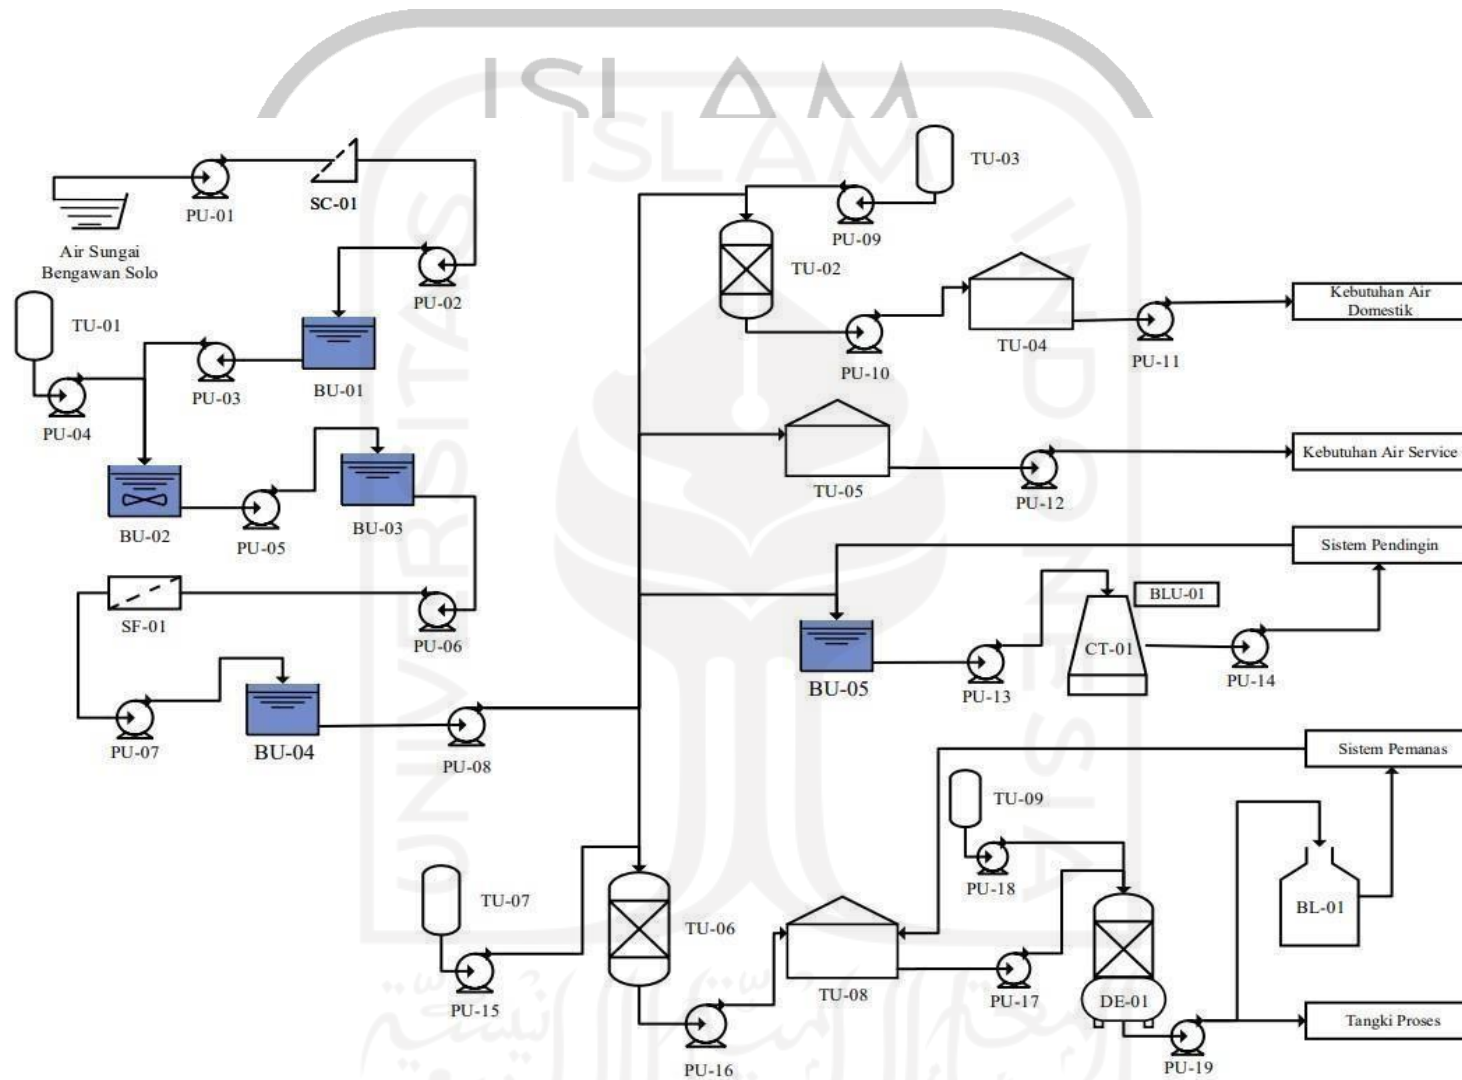 ISLAM
ISLAM
UNIVERSITAS
INDONESIA
TU-03
PU-01
SC-01
PU-09
Air Sungai
Bengawan Solo
TU-02
PU-02
TU-01
Kebutuhan Air
Domestik
TU-04
PU-11
PU-10
PU-03
BU-01
PU-04
Kebutuhan Air Service
TU-05
PU-12
BU-02
PU-05
BU-03
Sistem Pendingin
BLU-01
SF-01
PU-06
CT-01
BU-05
PU-13
PU-14
PU-07
BU-04
PU-08
Sistem Pemanas
TU-09
PU-18
TU-07
TU-06
BL-01
TU-08
PU-17
DE-01
PU-15
Tangki Proses
PU-16
PU-19